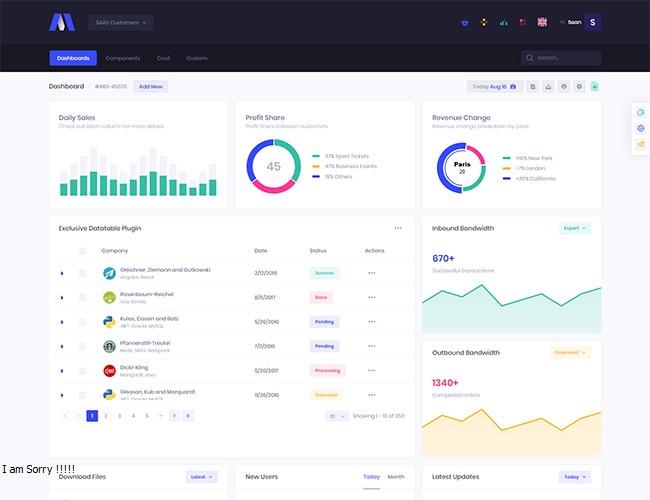 SAAS Customers
Hi, Sean S
Dashboards Components Crud Custom Search...
Dashboard #XRS-45670 Add New Today Aug 16
Daily Sales
Check out each column for more details
Profit Share
Profit Share between customers
45
37% Sport Tickets
47% Business Events
19% Others
Revenue Change
Revenue change breakdown by cities
Paris
20
+10% New York
-7% London
+20% California
Exclusive Datatable Plugin
Company Date Status Actions
Gleichner, Ziemann and Gutkowski
Angular, React
2/12/2018 Success
Rosenbaum-Reichel
Vue, Kendo
8/6/2017 Done
Kulas, Cassin and Batz
.NET, Oracle, MySQL
5/26/2016 Pending
Pfannerstill-Treutel
Node, SASS, Webpack
7/2/2016 Pending
Dicki-Kling
MongoDB, Java
5/20/2017 Processing
Gleason, Kub and Marquardt
.NET, Oracle, MySQL
11/26/2016 Canceled
« ‹ 1 2 3 4 5 ... › » 10 Showing 1 - 10 of 350
Inbound Bandwidth Export
670+
Successful transactions
Outbound Bandwidth Download
1340+
Completed orders
I am Sorry !!!!!
Download Files Latest
New Users Today Month
Latest Updates Today